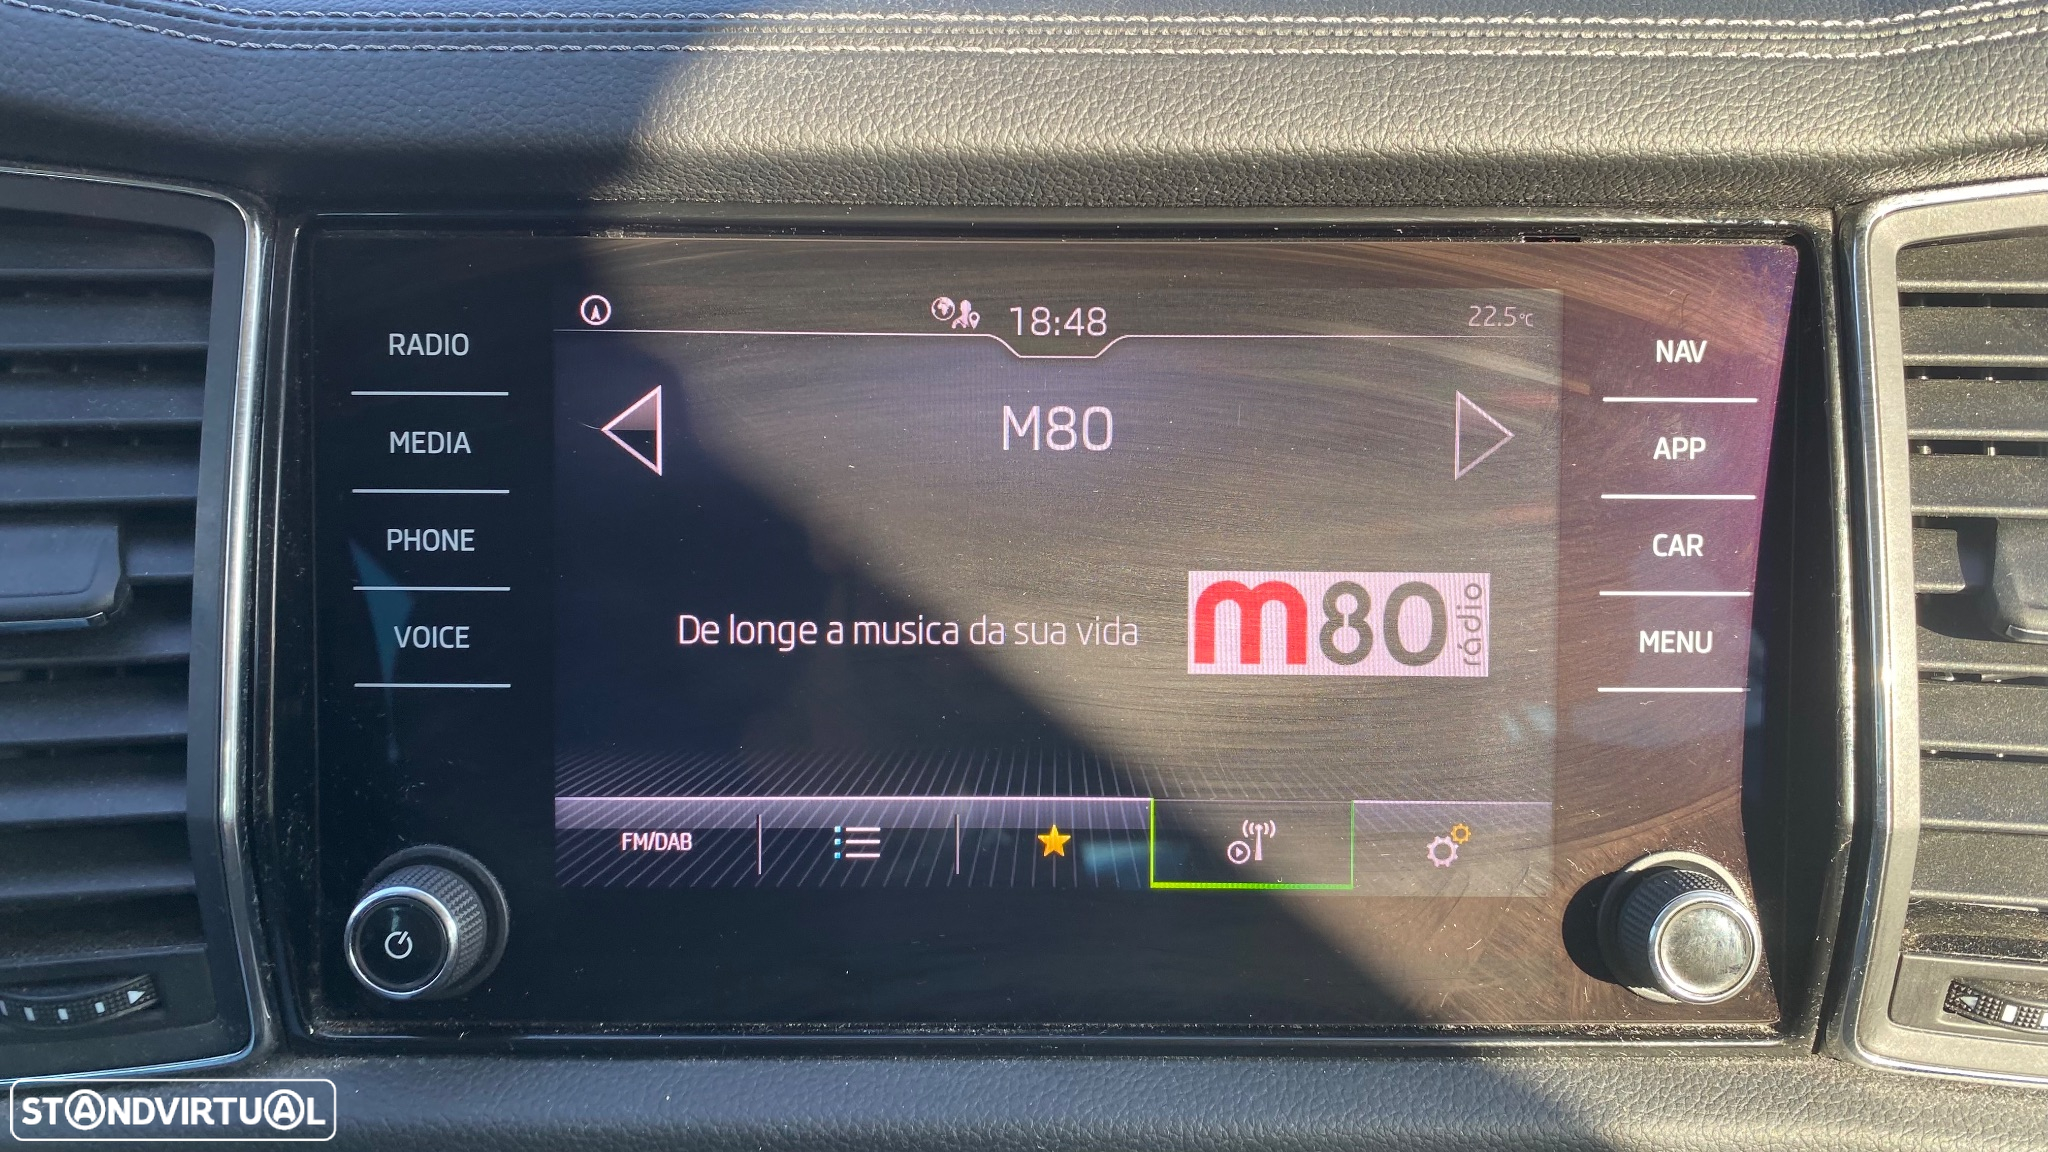 18:48
22.5°C
RADIO
MEDIA
PHONE
VOICE
M80
De longe a musica da sua vida
m80 rádio
NAV
APP
CAR
MENU
FM/DAB
STANDVIRTUAL